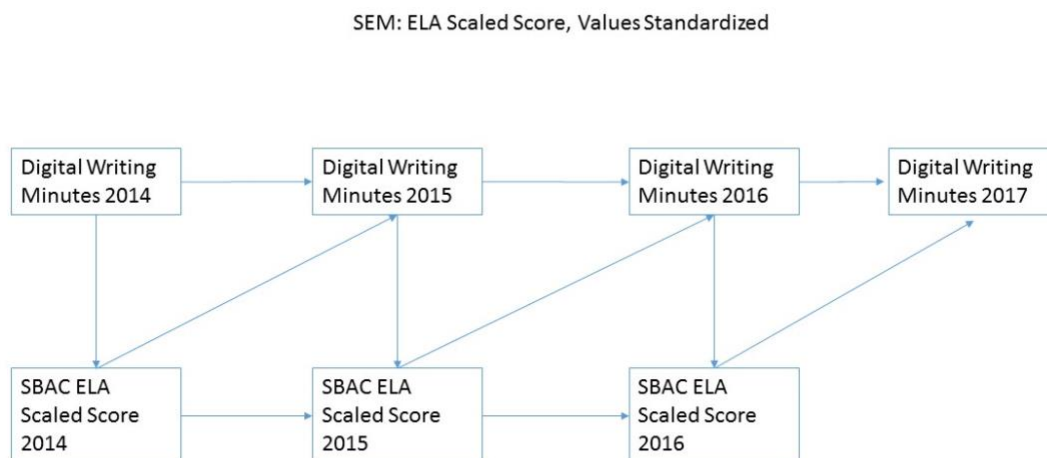 SEM: ELA Scaled Score, Values Standardized
Digital Writing
Minutes 2014
Digital Writing
Minutes 2015
Digital Writing
Minutes 2016
Digital Writing
Minutes 2017
SBAC ELA
Scaled Score
2014
SBAC ELA
Scaled Score
2015
SBAC ELA
Scaled Score
2016